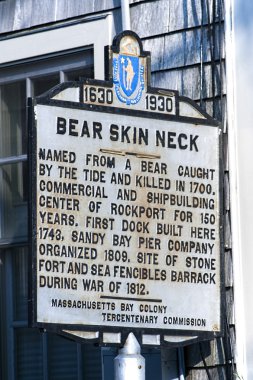 1630 1930
BEAR SKIN NECK
NAMED FROM A BEAR CAUGHT
BY THE TIDE AND KILLED IN 1700.
COMMERCIAL AND SHIPBUILDING
CENTER OF ROCKPORT FOR 150
YEARS. FIRST DOCK BUILT HERE
1743, SANDY BAY PIER COMPANY
ORGANIZED 1809. SITE OF STONE
FORT AND SEA FENCIBLES BARRACK
DURING WAR OF 1812.
MASSACHUSETTS BAY COLONY
TERCENTENARY COMMISSION